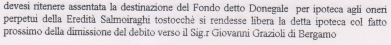 devesi ritenere assentata la destinazione del Fondo detto Donegale per ipoteca agli oneri
perpetui della Eredità Salmoiraghi tostocchè si rendesse libera la detta ipoteca col fatto
prossimo della dimissione del debito verso il Sig.r Giovanni Grazioli di Bergamo